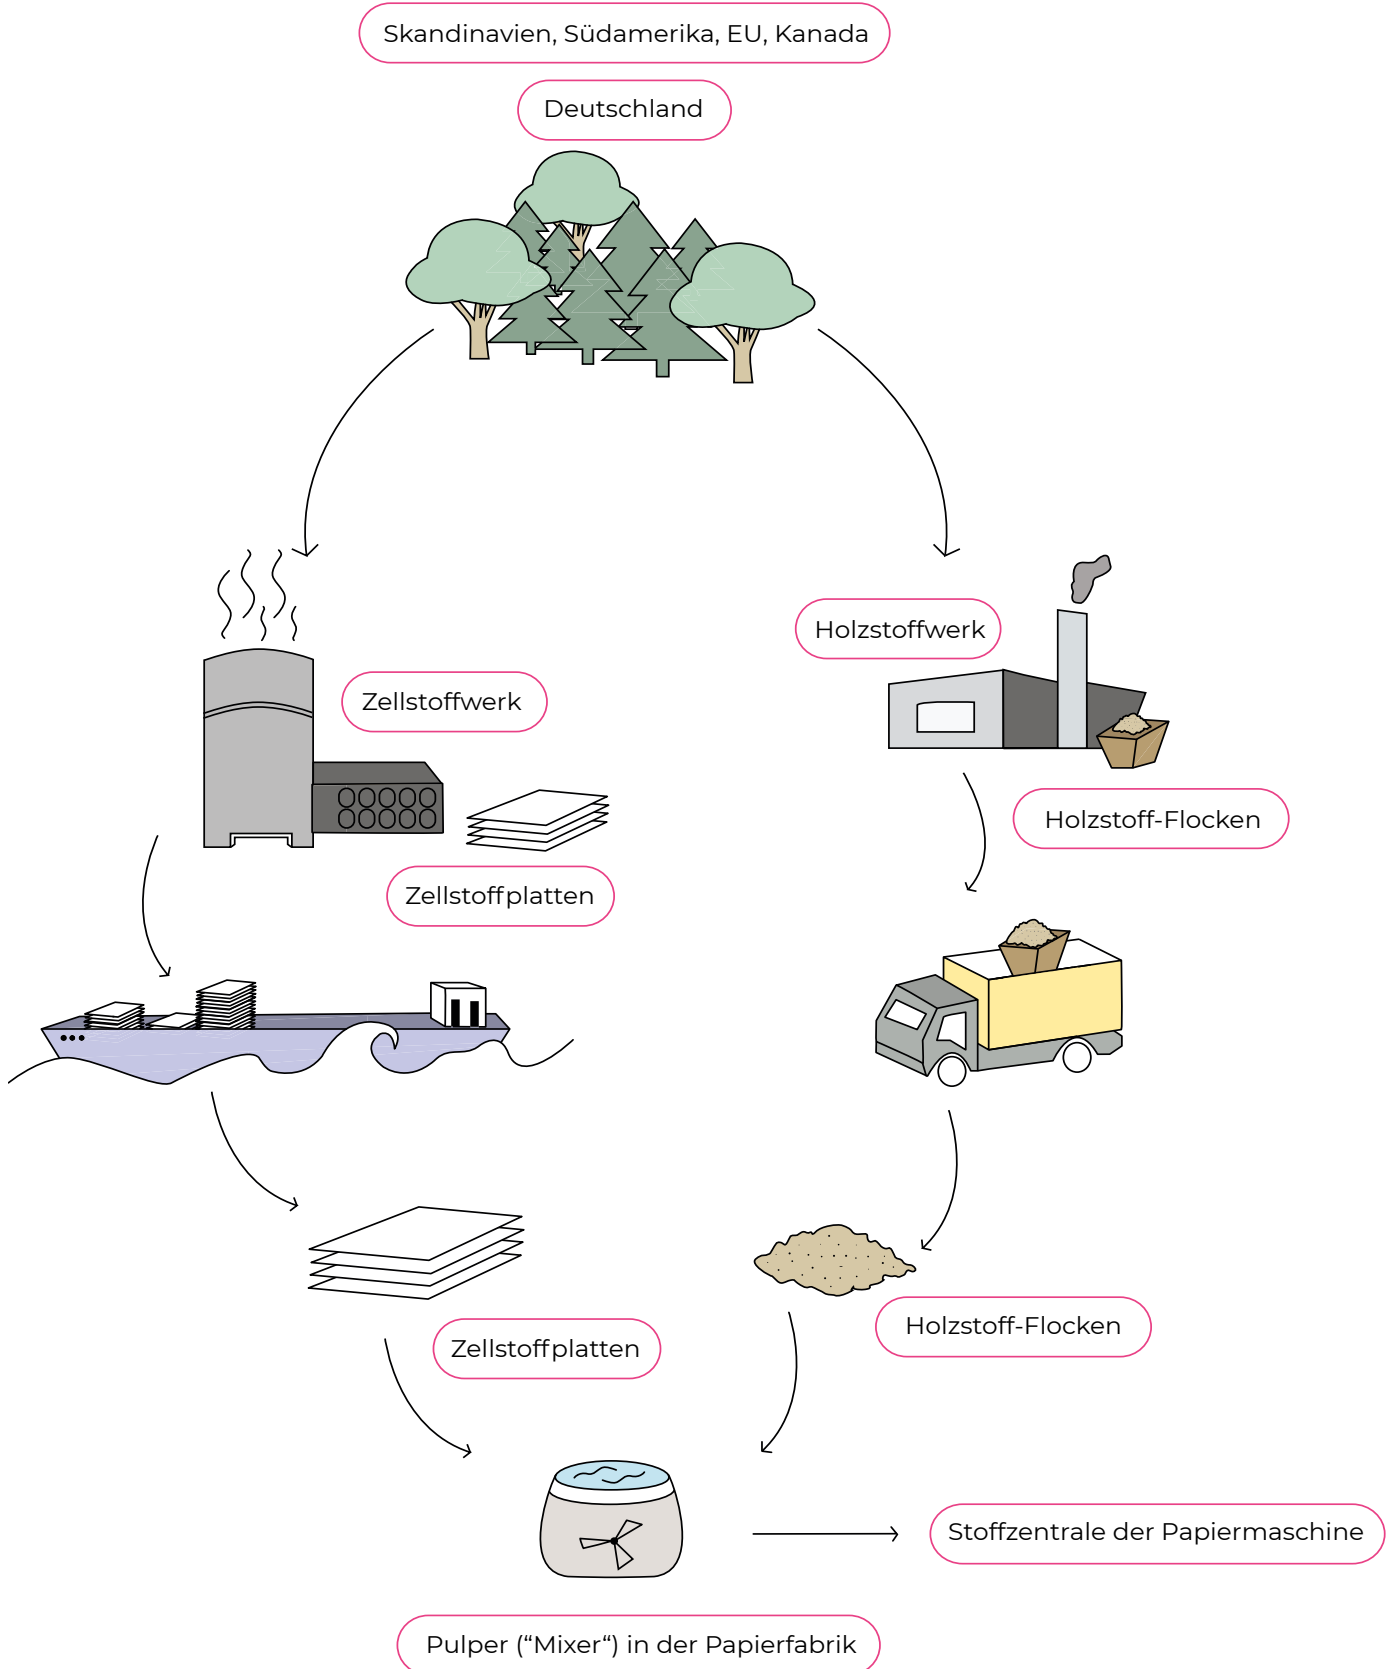 Skandinavien, Südamerika, EU, Kanada
Deutschland
Holzstoffwerk
Zellstoffwerk
Holzstoff-Flocken
Zellstoffplatten
Holzstoff-Flocken
Zellstoffplatten
Stoffzentrale der Papiermaschine
Pulper (“Mixer“) in der Papierfabrik